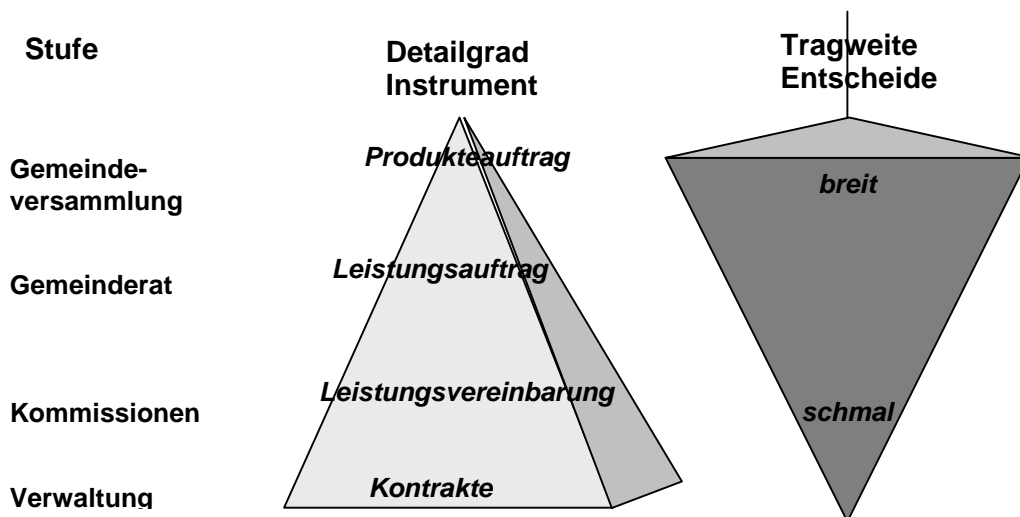 Stufe
Detailgrad
Instrument
Tragweite
Entscheide
Gemeinde-
versammlung
Produkteauftrag
breit
Gemeinderat
Leistungsauftrag
Kommissionen
Leistungsvereinbarung
schmal
Verwaltung
Kontrakte